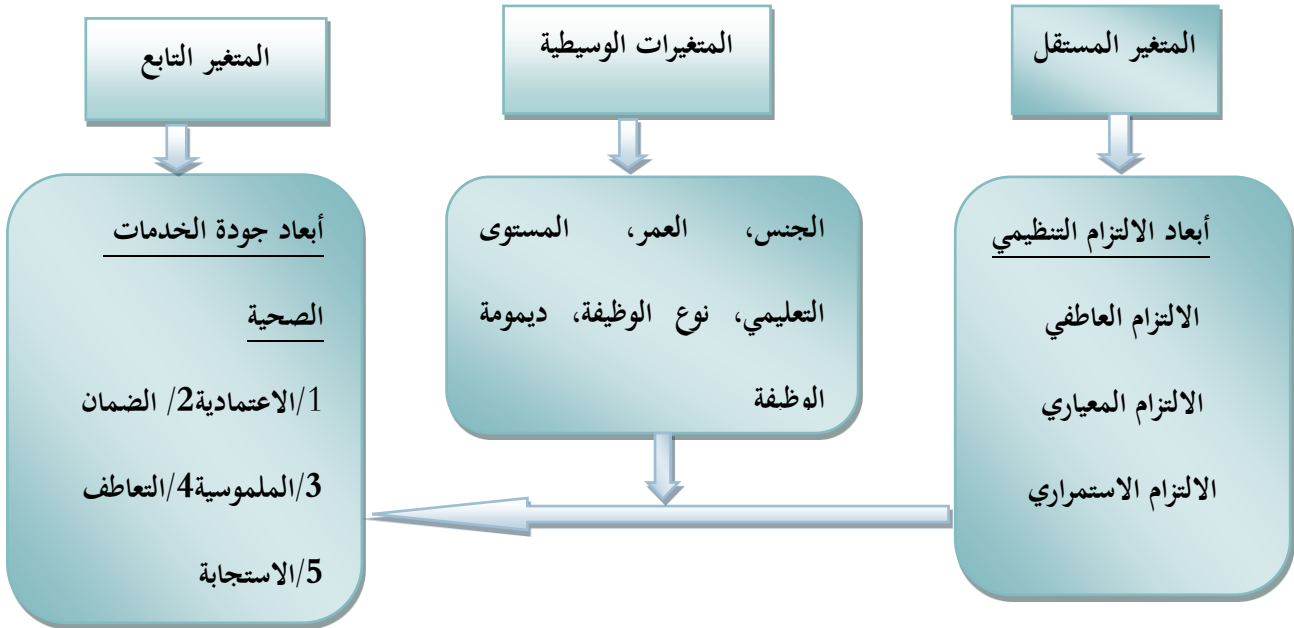 المتغير المستقل
المتغيرات الوسيطية
المتغير التابع
أبعاد الالتزام التنظيمي
الالتزام العاطفي
الالتزام المعياري
الالتزام الاستمراري
الجنس، العمر، المستوى
التعليمي، نوع الوظيفة، ديمومة
الوظيفة
أبعاد جودة الخدمات
الصحية
1/الاعتمادية2/ الضمان
3/الملموسية4/التعاطف
5/الاستجابة